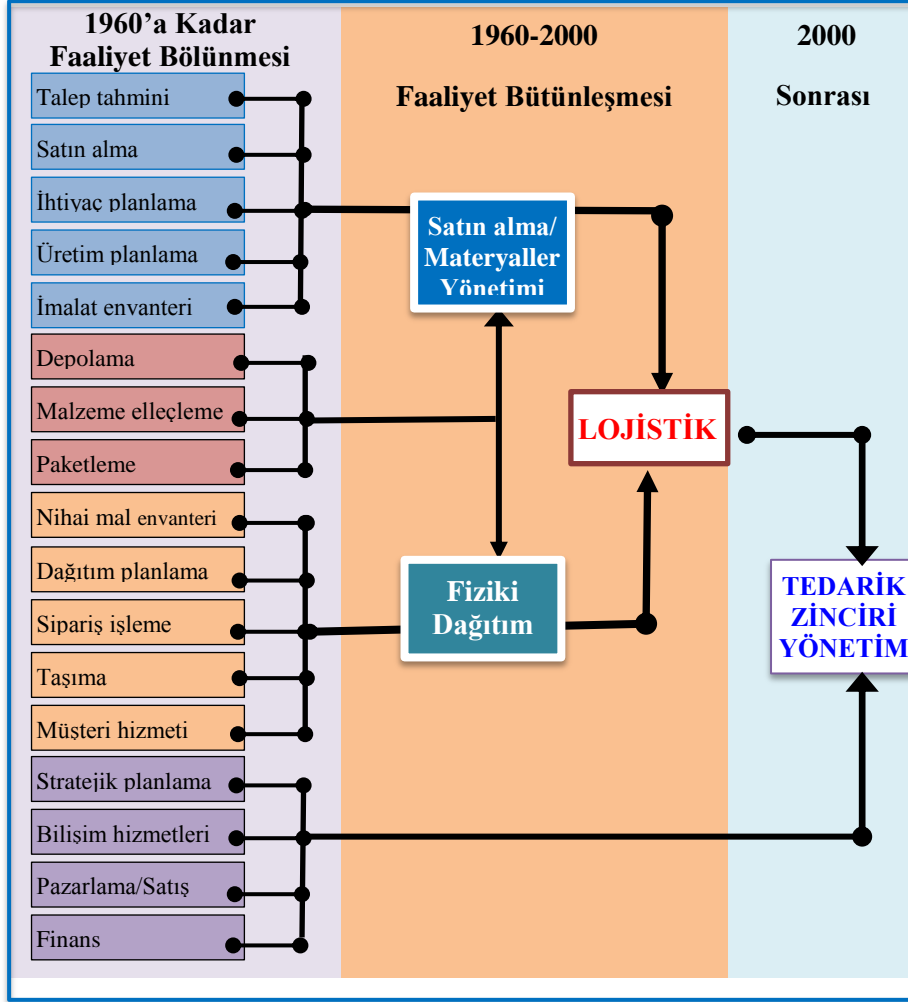 1960’a Kadar
Faaliyet Bölünmesi
1960-2000
Faaliyet Bütünleşmesi
2000
Sonrası
Talep tahmini
Satın alma
İhtiyaç planlama
Üretim planlama
İmalat envanteri
Depolama
Malzeme elleçleme
Paketleme
Nihai mal envanteri
Dağıtım planlama
Sipariş işleme
Taşıma
Müşteri hizmeti
Stratejik planlama
Bilişim hizmetleri
Pazarlama/Satış
Finans
Satın alma/
Materyaller
Yönetimi
Fiziki
Dağıtım
LOJİSTİK
TEDARİK
ZİNCİRİ
YÖNETİM